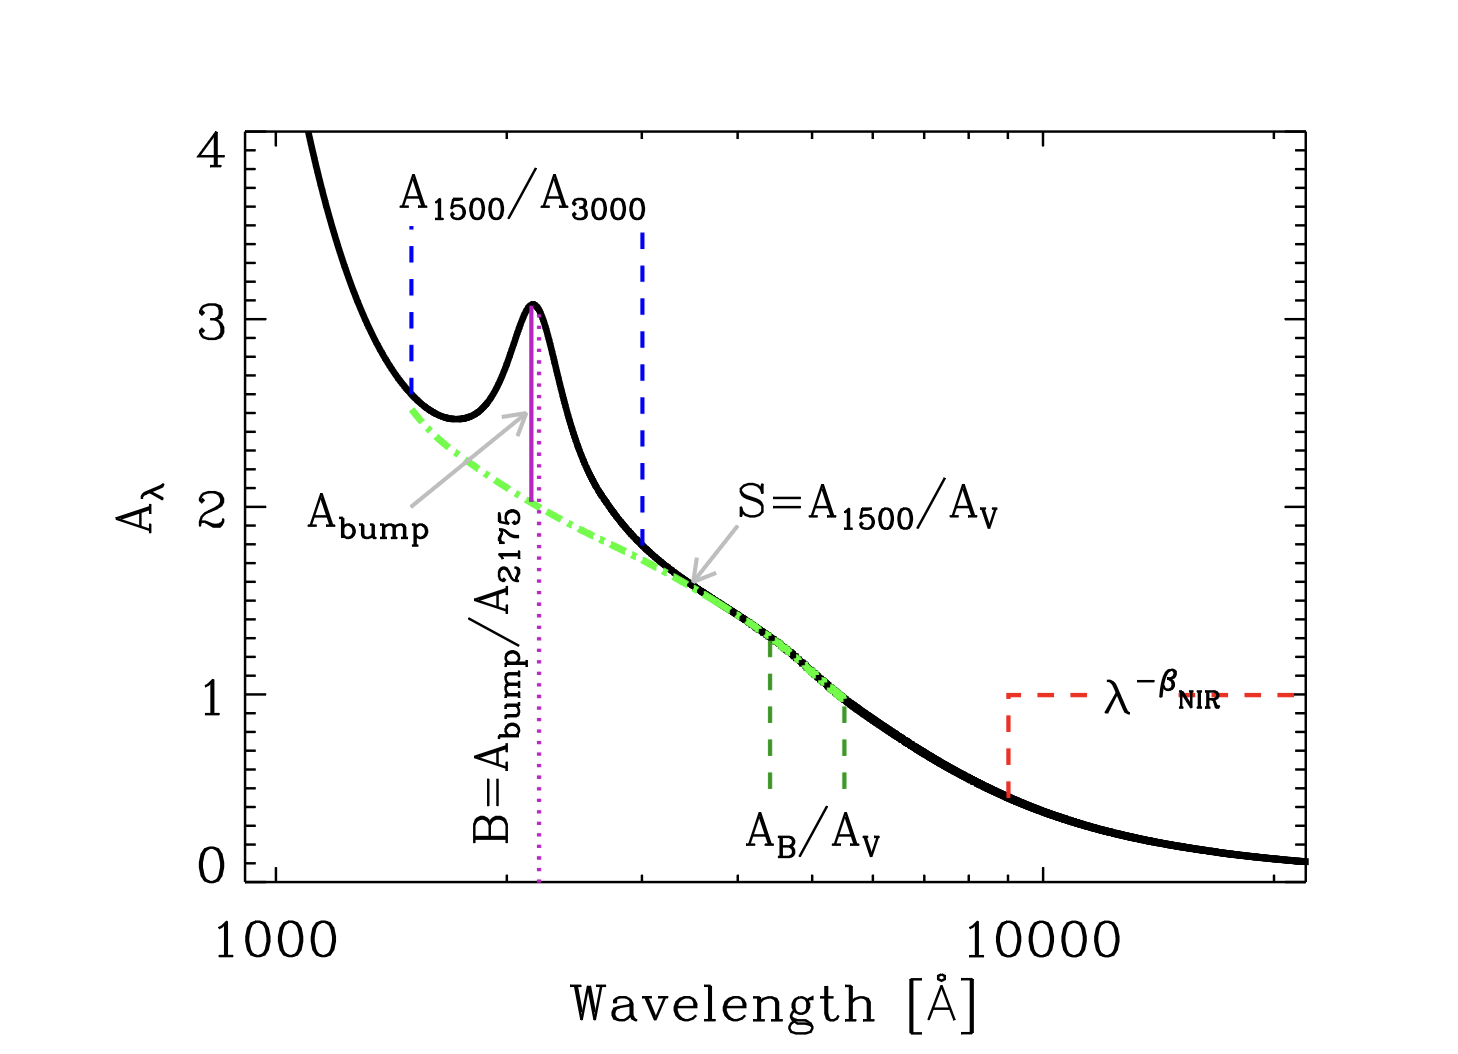 4
3
2
1
0
A1500/A3000
Abump
S=A1500/AV
B=Abump/A2175
λ-βNIR
AB/AV
Aλ
1000 10000
Wavelength [Å]